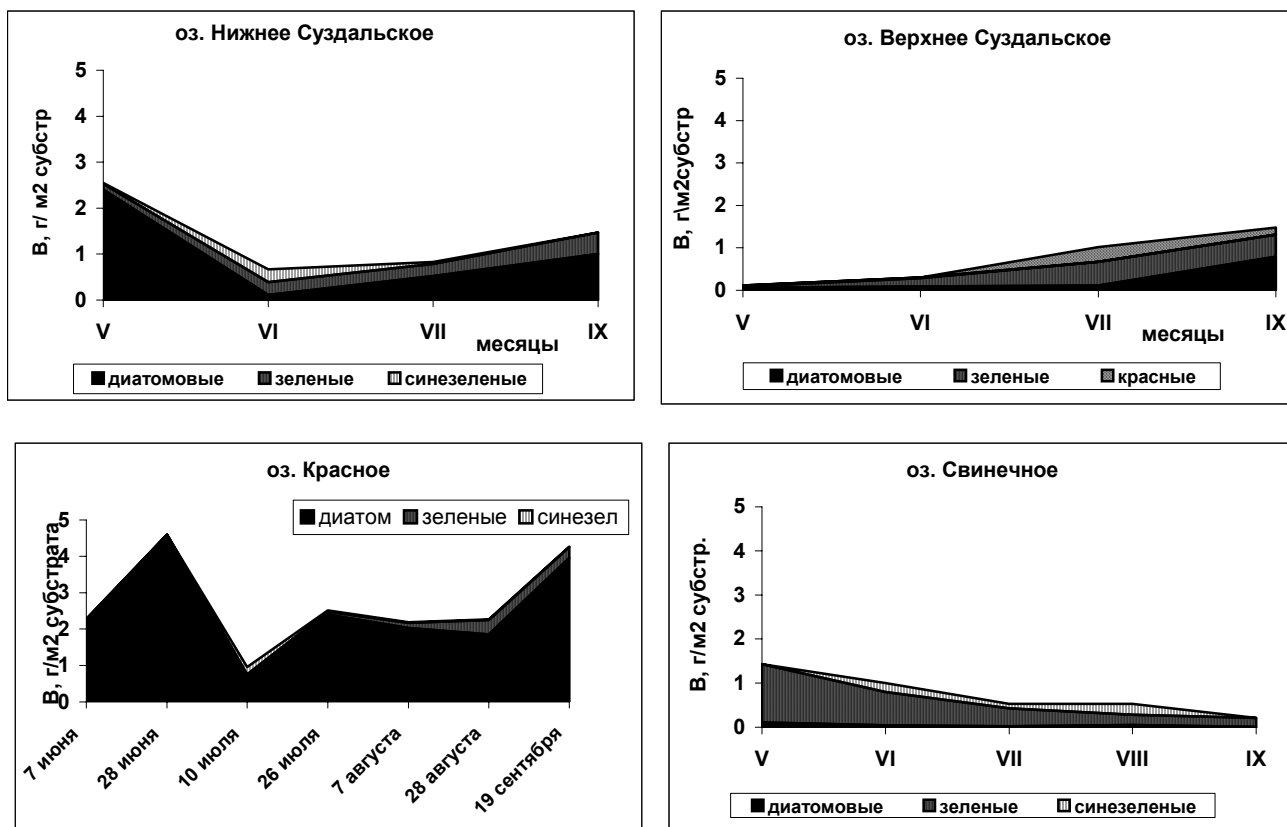 оз. Нижнее Суздальское
В, г/ м2 субстр
5
4
3
2
1
0
V VI VII IX
месяцы
диатомовые зеленые синезеленые
оз. Верхнее Суздальское
В, г\м2субстр
5
4
3
2
1
0
V VI VII IX
месяцы
диатомовые зеленые красные
оз. Красное
диатом зеленые синезел
В, г/м2 субстрата
5
4
3
2
1
0
7 июня 28 июня 10 июля 26 июля 7 августа 28 августа 19 сентября
оз. Свинечное
В, г/м2 субстр.
5
4
3
2
1
0
V VI VII VIII IX
диатомовые зеленые синезеленые